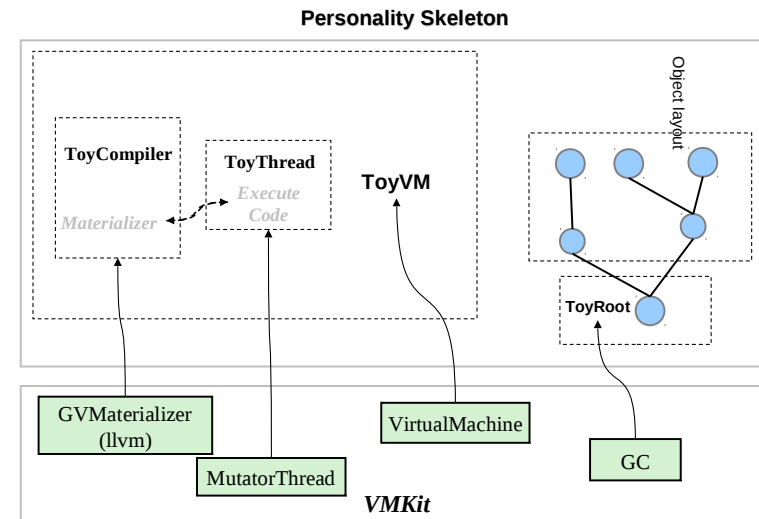 Personality Skeleton
Object layout
ToyCompiler
ToyThread
ToyVM
Materializer
Execute
Code
ToyRoot
GVMaterializer
(llvm)
VirtualMachine
MutatorThread
GC
VMKit